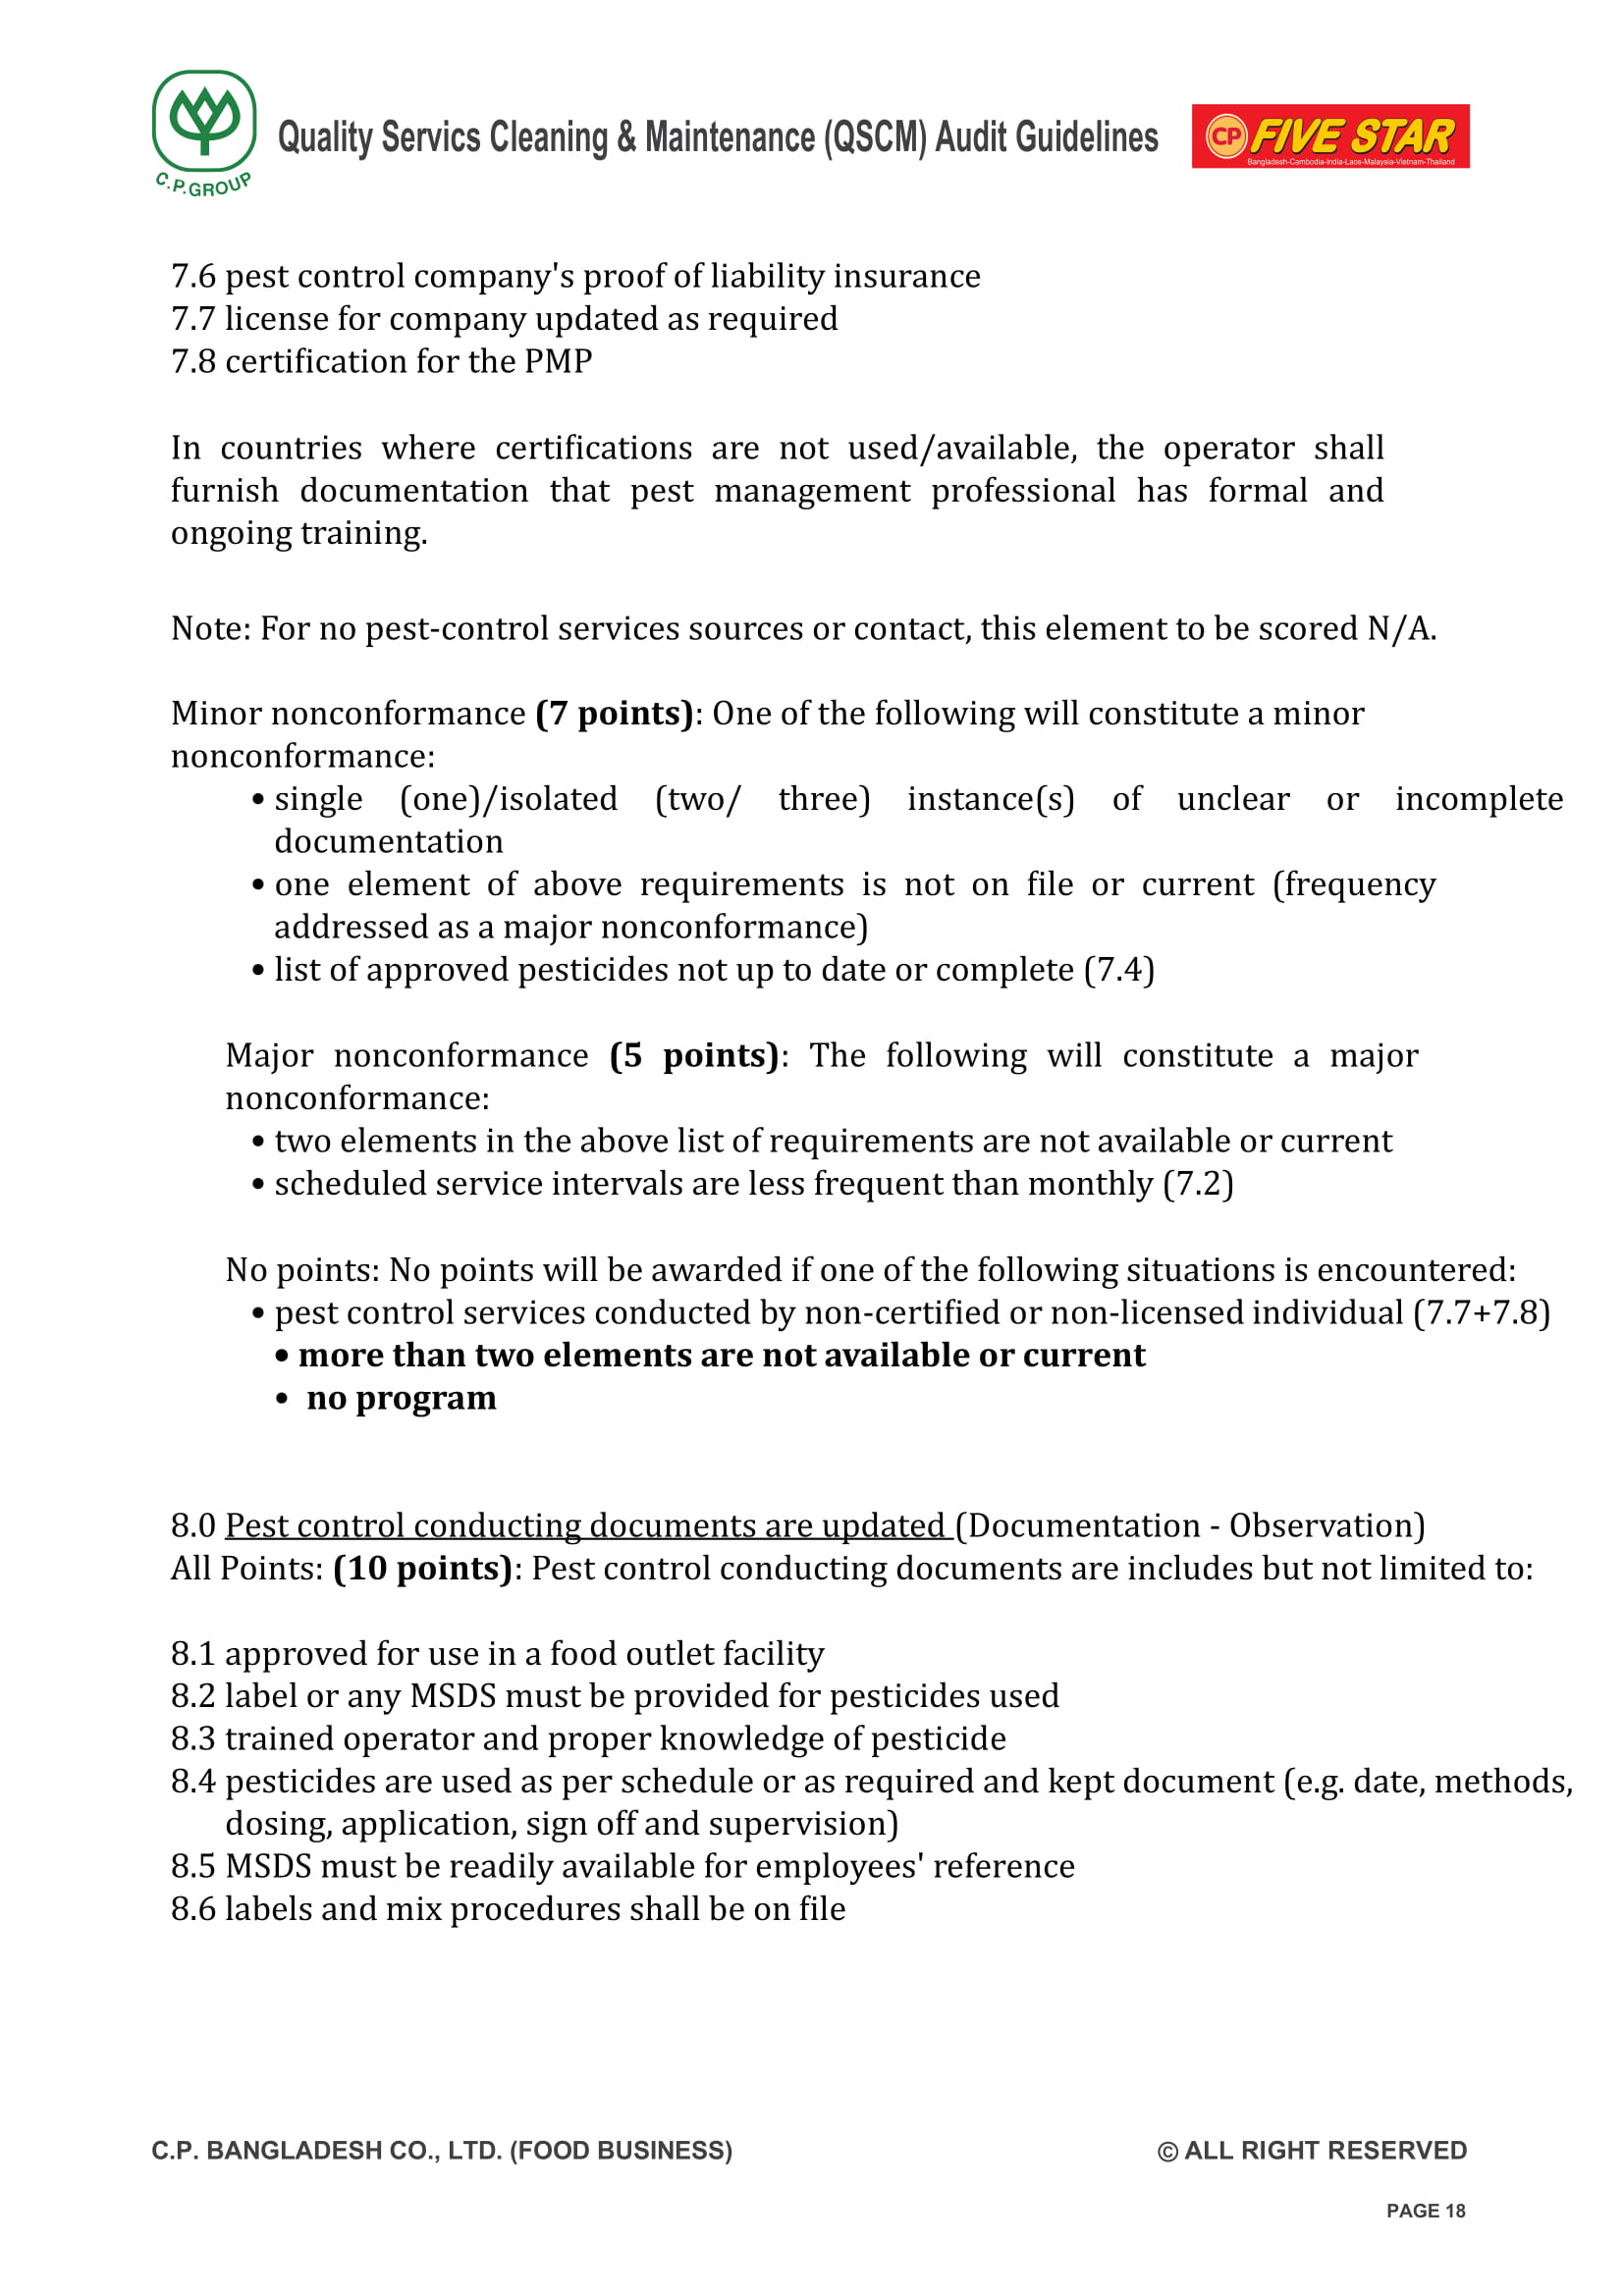 C.P.GROUP
Quality Servics Cleaning & Maintenance (QSCM) Audit Guidelines
CP FIVE STAR
Bangladesh-Cambodia-India-Laos-Malaysia-Vietnam-Thailand
7.6 pest control company's proof of liability insurance
7.7 license for company updated as required
7.8 certification for the PMP
In countries where certifications are not used/available, the operator shall
furnish documentation that pest management professional has formal and
ongoing training.
Note: For no pest-control services sources or contact, this element to be scored N/A.
Minor nonconformance (7 points): One of the following will constitute a minor
nonconformance:
• single (one)/isolated (two/ three) instance(s) of unclear or incomplete
documentation
• one element of above requirements is not on file or current (frequency
addressed as a major nonconformance)
• list of approved pesticides not up to date or complete (7.4)
Major nonconformance (5 points): The following will constitute a major
nonconformance:
• two elements in the above list of requirements are not available or current
• scheduled service intervals are less frequent than monthly (7.2)
No points: No points will be awarded if one of the following situations is encountered:
• pest control services conducted by non-certified or non-licensed individual (7.7+7.8)
• more than two elements are not available or current
• no program
8.0 Pest control conducting documents are updated (Documentation - Observation)
All Points: (10 points): Pest control conducting documents are includes but not limited to:
8.1 approved for use in a food outlet facility
8.2 label or any MSDS must be provided for pesticides used
8.3 trained operator and proper knowledge of pesticide
8.4 pesticides are used as per schedule or as required and kept document (e.g. date, methods,
dosing, application, sign off and supervision)
8.5 MSDS must be readily available for employees' reference
8.6 labels and mix procedures shall be on file
C.P. BANGLADESH CO., LTD. (FOOD BUSINESS)
© ALL RIGHT RESERVED
PAGE 18